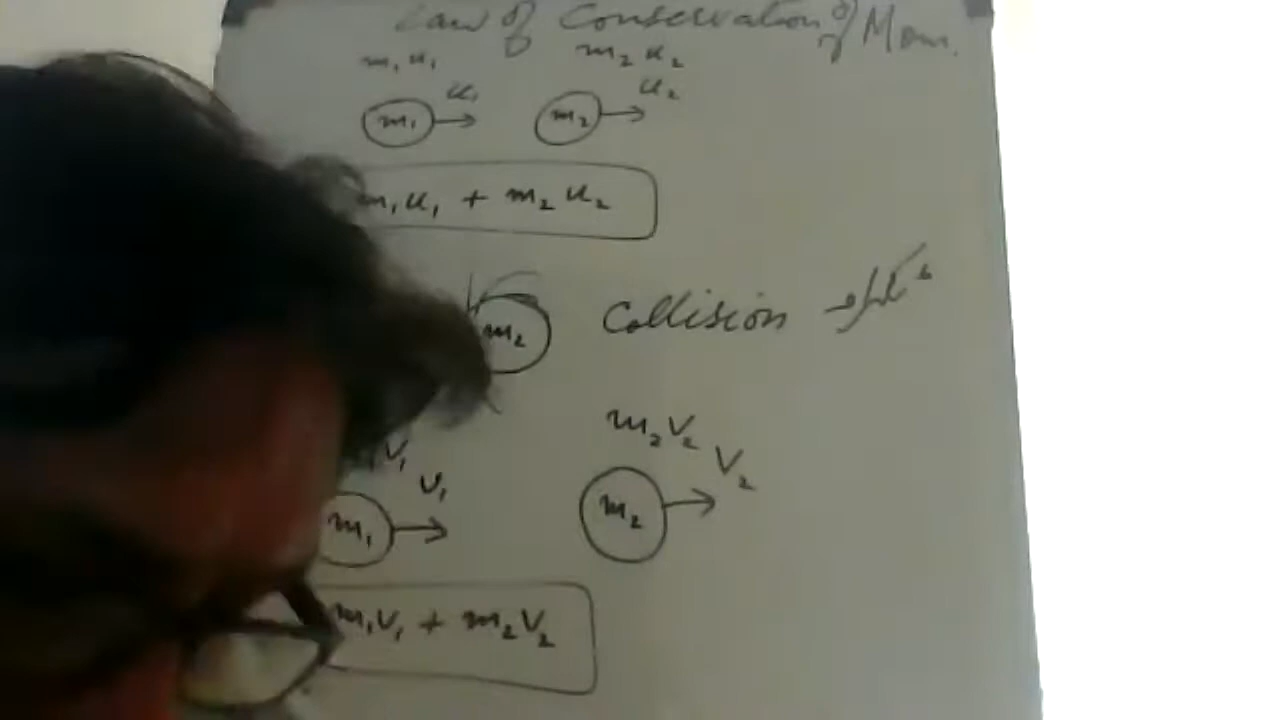 Law of Conservation of Mom.
m₁u₁ m₂u₂
u₁ u₂
m₁ m₂
m₁u₁ + m₂u₂
m₂ Collision
V₁ m₂V₂
V₁ V₂
m₁ m₂
m₁V₁ + m₂V₂